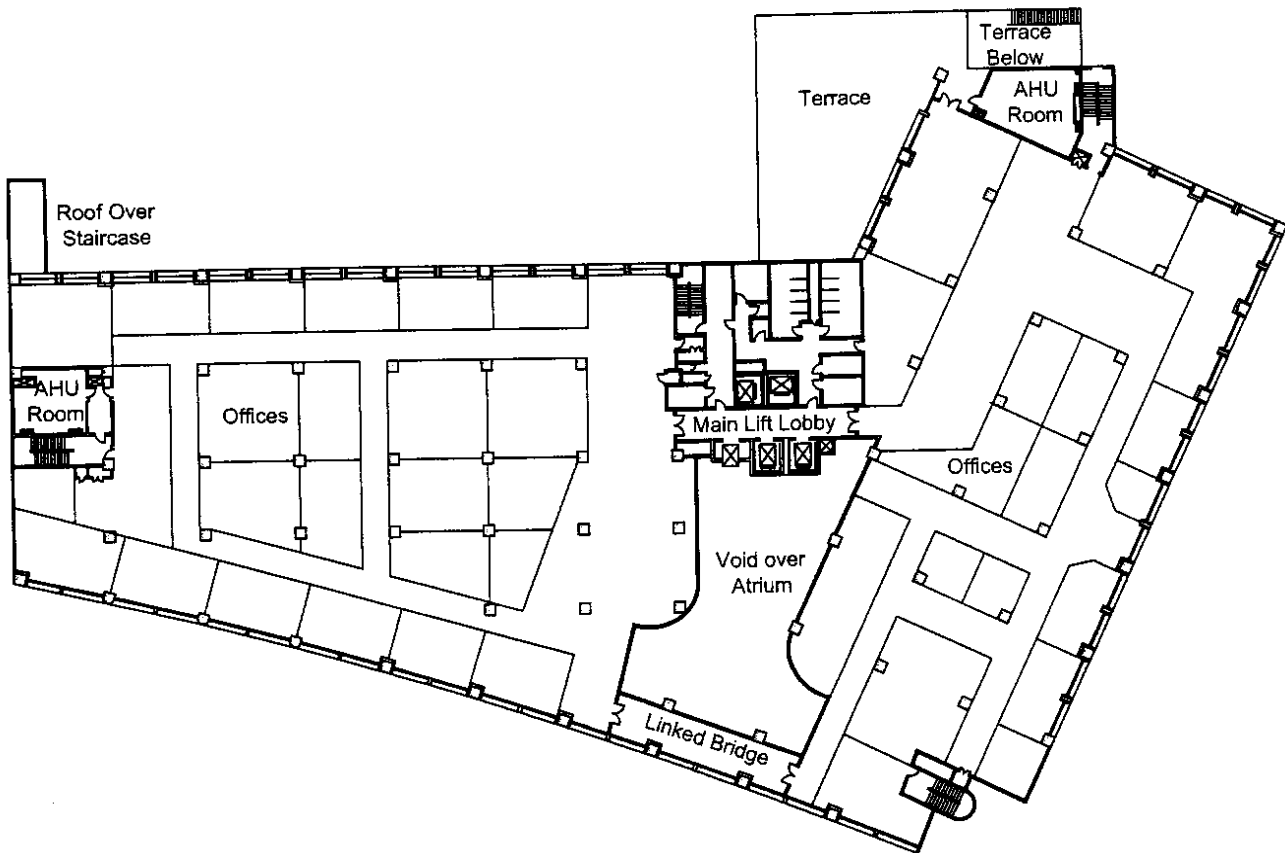 Terrace
Below
Terrace
AHU
Room
Roof Over
Staircase
AHU
Room
Offices
Main Lift Lobby
Offices
Void over
Atrium
Linked Bridge